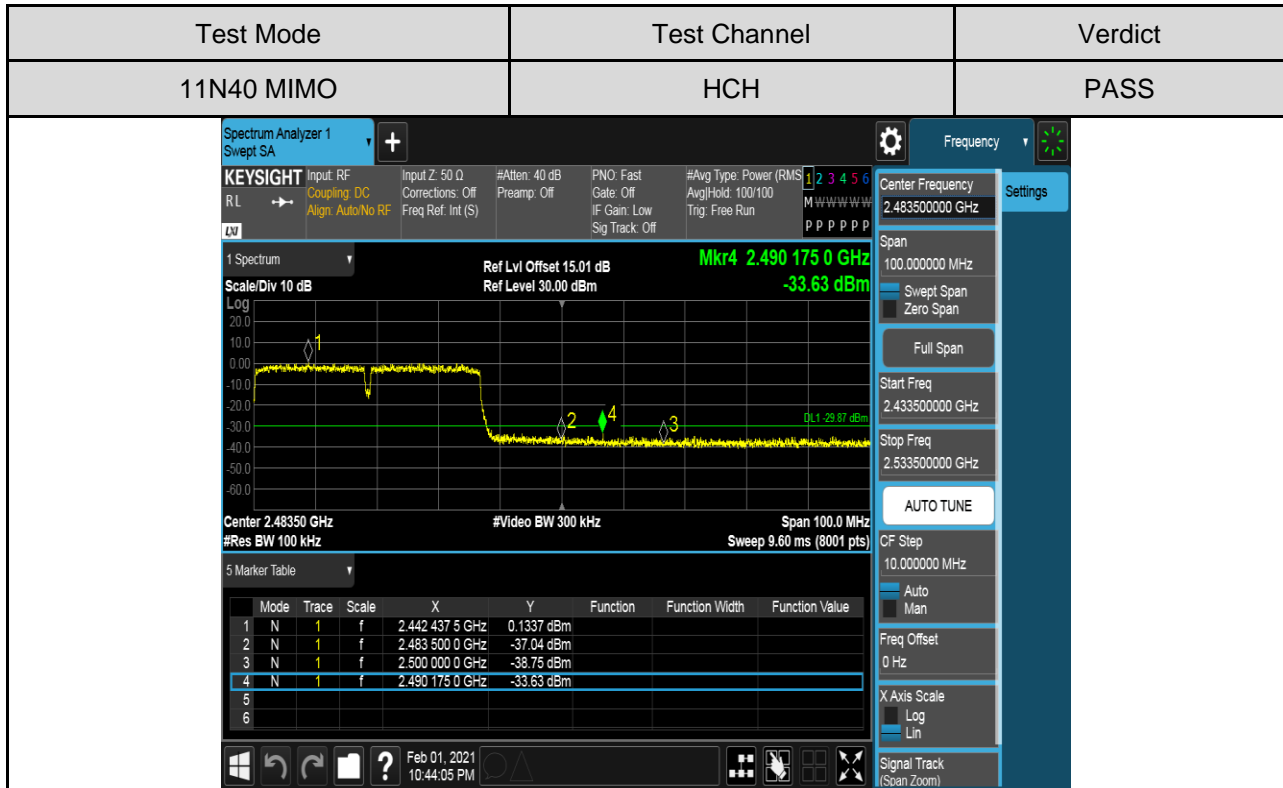 Test Mode Test Channel Verdict
11N40 MIMO HCH PASS
Spectrum Analyzer 1
Swept SA
+
Frequency
KEYSIGHT Input: RF Input Z: 50 Ω #Atten: 40 dB PNO: Fast #Avg Type: Power (RMS 1 2 3 4 5 6
RL Coupling: DC Corrections: Off Preamp: Off Gate: Off Avg|Hold: 100/100 M W W W W W
Align: Auto/No RF Freq Ref: Int (S) IF Gain: Low Trig: Free Run
LXI Sig Track: Off P P P P P P
Center Frequency
2.483500000 GHz
Settings
1 Spectrum
Ref Lvl Offset 15.01 dB Mkr4 2.490 175 0 GHz
Scale/Div 10 dB Ref Level 30.00 dBm -33.63 dBm
Log
20.0
10.0
0.00
-10.0
-20.0
-30.0
-40.0
-50.0
-60.0
1
2
4
3
DL1 -29.87 dBm
Center 2.48350 GHz #Video BW 300 kHz Span 100.0 MHz
#Res BW 100 kHz Sweep 9.60 ms (8001 pts)
Span
100.000000 MHz
Swept Span
Zero Span
Full Span
Start Freq
2.433500000 GHz
Stop Freq
2.533500000 GHz
AUTO TUNE
CF Step
10.000000 MHz
Auto
Man
Freq Offset
0 Hz
X Axis Scale
Log
Lin
Signal Track
(Span Zoom)
5 Marker Table
Mode Trace Scale X Y Function Function Width Function Value
1 N 1 f 2.442 437 5 GHz 0.1337 dBm
2 N 1 f 2.483 500 0 GHz -37.04 dBm
3 N 1 f 2.500 000 0 GHz -38.75 dBm
4 N 1 f 2.490 175 0 GHz -33.63 dBm
5
6
? Feb 01, 2021
10:44:05 PM